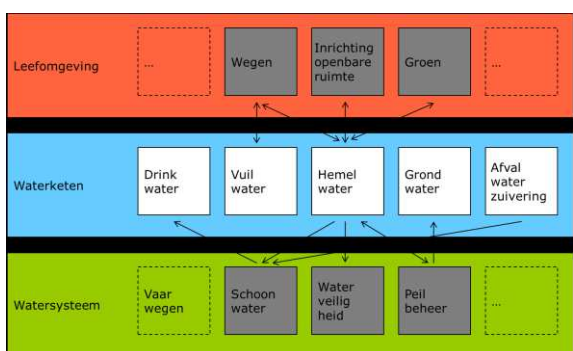 Leefomgeving
...
Wegen
Inrichting
openbare
ruimte
Groen
...
Waterketen
Drink
water
Vuil
water
Hemel
water
Grond
water
Afval
water
zuivering
Watersysteem
Vaar
wegen
Schoon
water
Water
veilig
heid
Peil
beheer
...